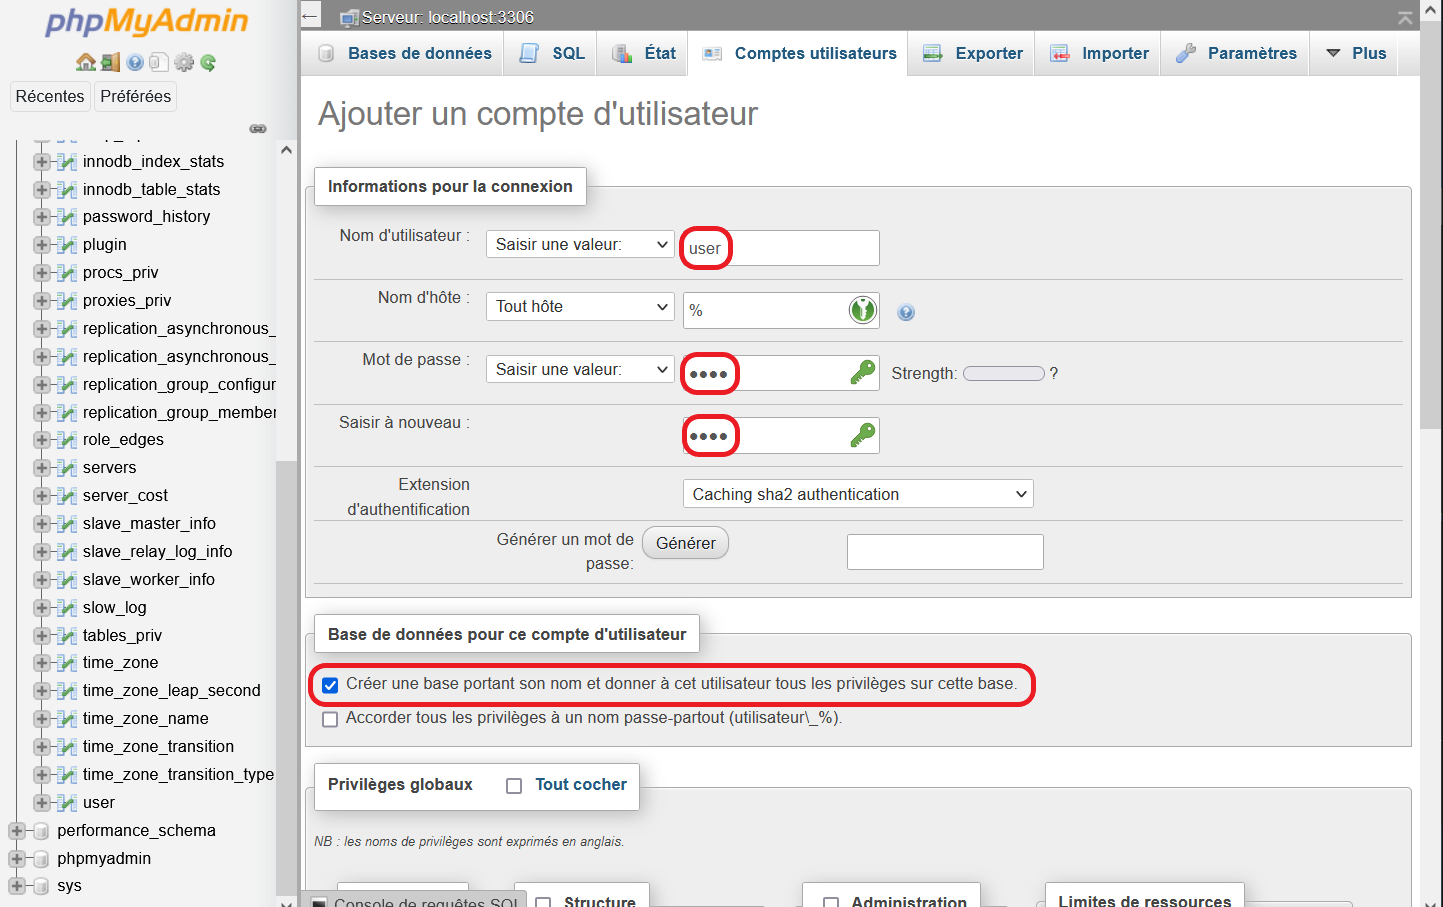 phpMyAdmin
Récentes
Préférées
innodb_index_stats
innodb_table_stats
password_history
plugin
procs_priv
proxies_priv
replication_asynchronous_
replication_asynchronous_
replication_group_configur
replication_group_member
role_edges
servers
server_cost
slave_master_info
slave_relay_log_info
slave_worker_info
slow_log
tables_priv
time_zone
time_zone_leap_second
time_zone_name
time_zone_transition
time_zone_transition_type
user
performance_schema
phpmyadmin
sys
Serveur: localhost:3306
Bases de données SQL État Comptes utilisateurs Exporter Importer Paramètres Plus
Ajouter un compte d'utilisateur
Informations pour la connexion
Nom d'utilisateur : Saisir une valeur: user
Nom d'hôte : Tout hôte %
Mot de passe : Saisir une valeur: •••• Strength: ?
Saisir à nouveau : ••••
Extension
d'authentification
Caching sha2 authentication
Générer un mot de
passe:
Générer
Base de données pour ce compte d'utilisateur
Créer une base portant son nom et donner à cet utilisateur tous les privilèges sur cette base.
Accorder tous les privilèges à un nom passe-partout (utilisateur\_%).
Privilèges globaux Tout cocher
NB : les noms de privilèges sont exprimés en anglais.
Structure Administration Limites de ressources
Console de requêtes SQL